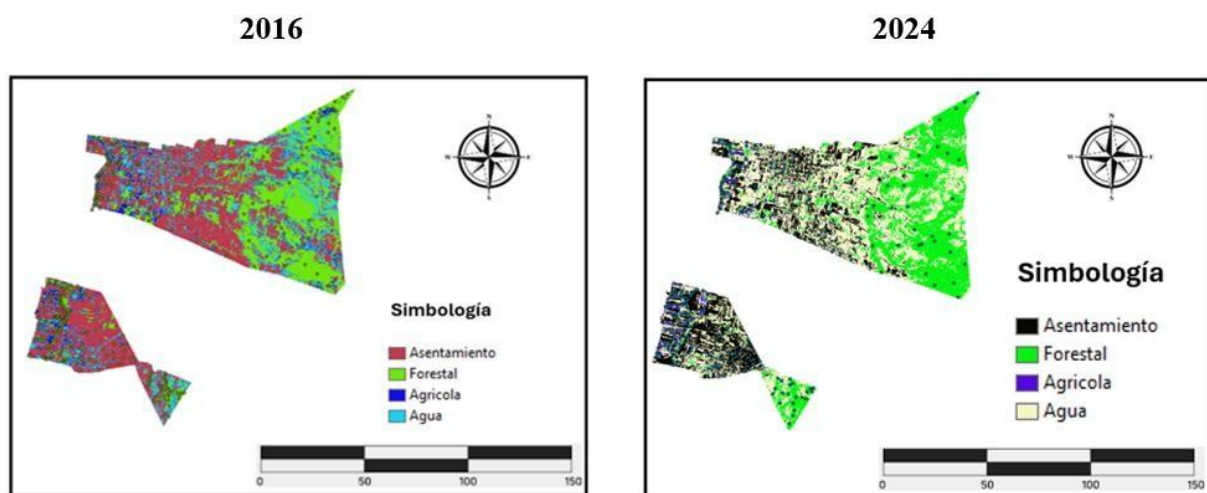 2016
2024
N
W E
S
Simbología
Asentamiento
Forestal
Agrícola
Agua
0 50 100 150
N
W E
S
Simbología
Asentamiento
Forestal
Agricola
Agua
0 50 100 150